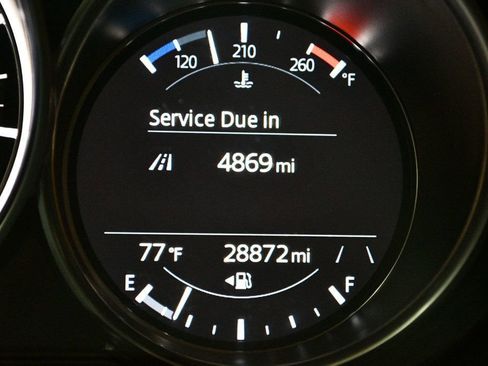 210
120 260
°F
Service Due in
4869 mi
77°F 28872 mi
E F